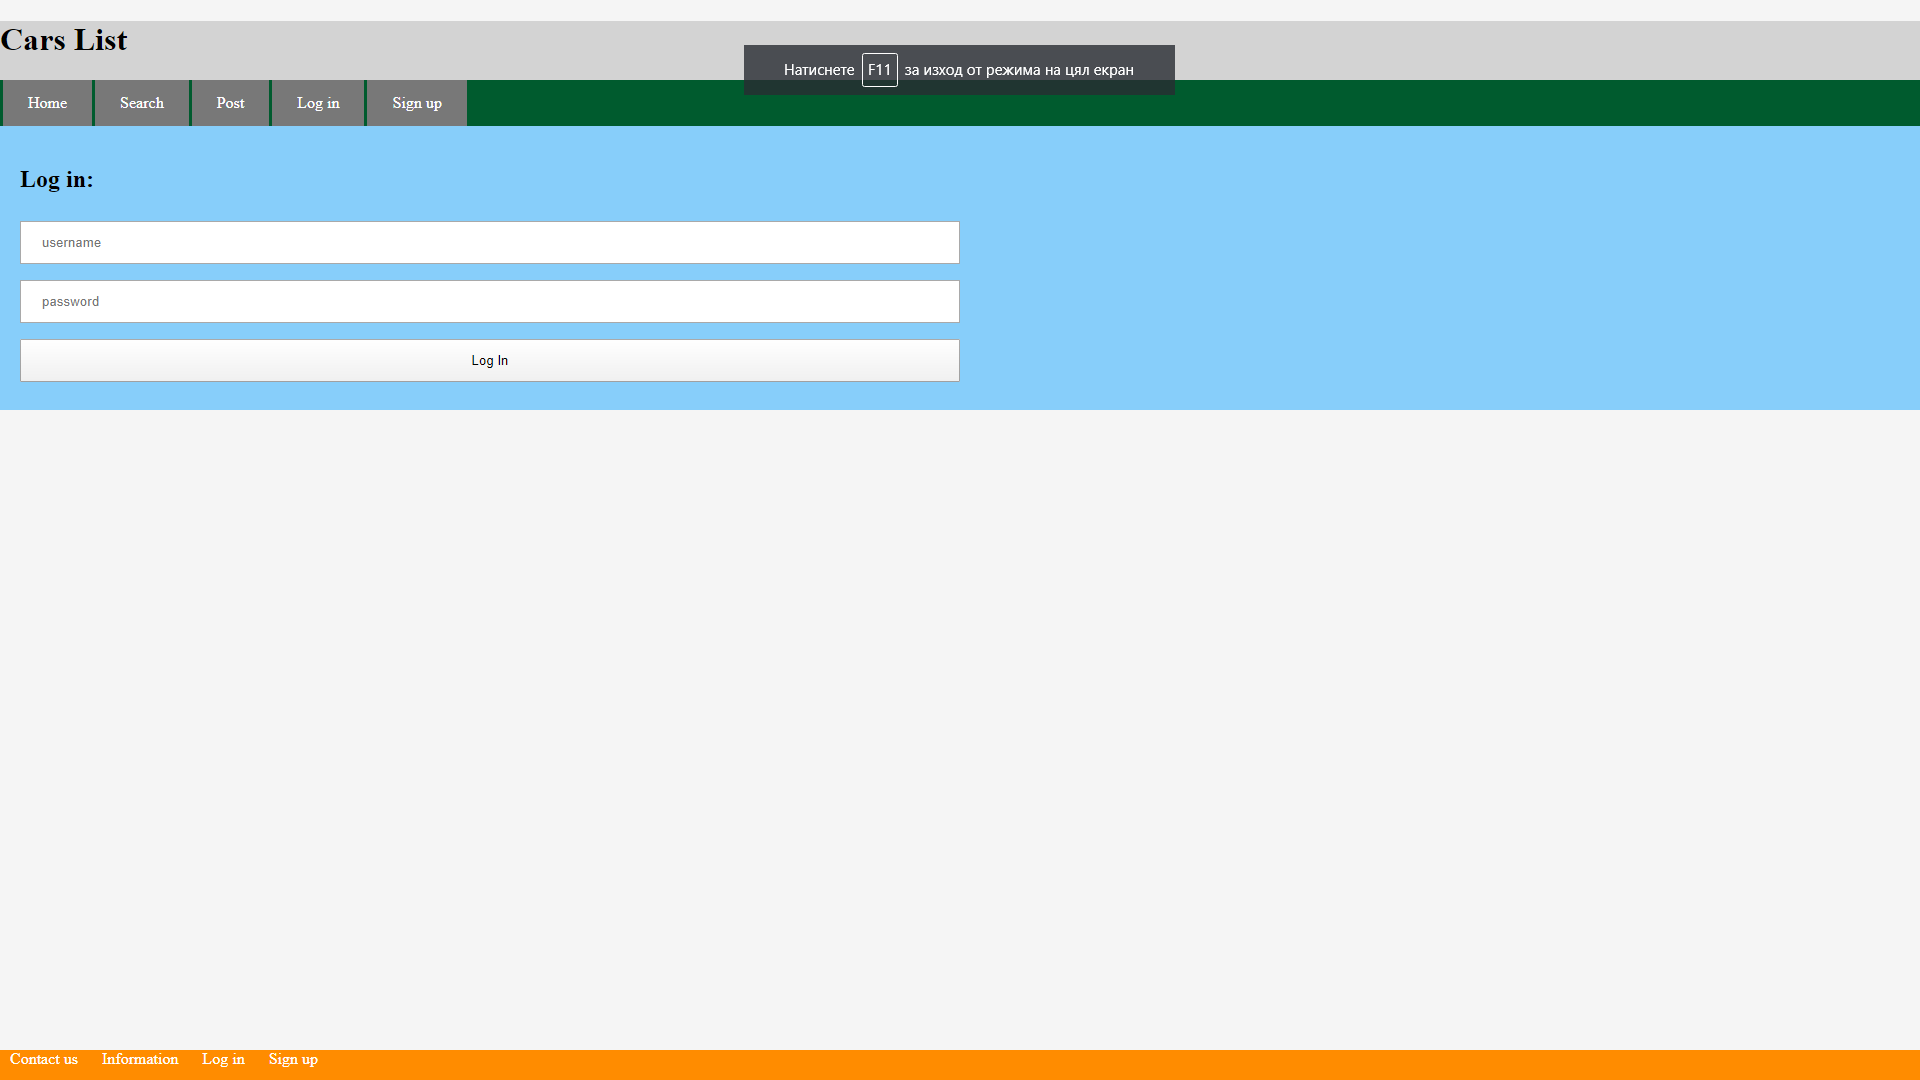 Cars List
Натиснете F11 за изход от режима на цял екран
Home Search Post Log in Sign up
Log in:
username
password
Log In
Contact us Information Log in Sign up